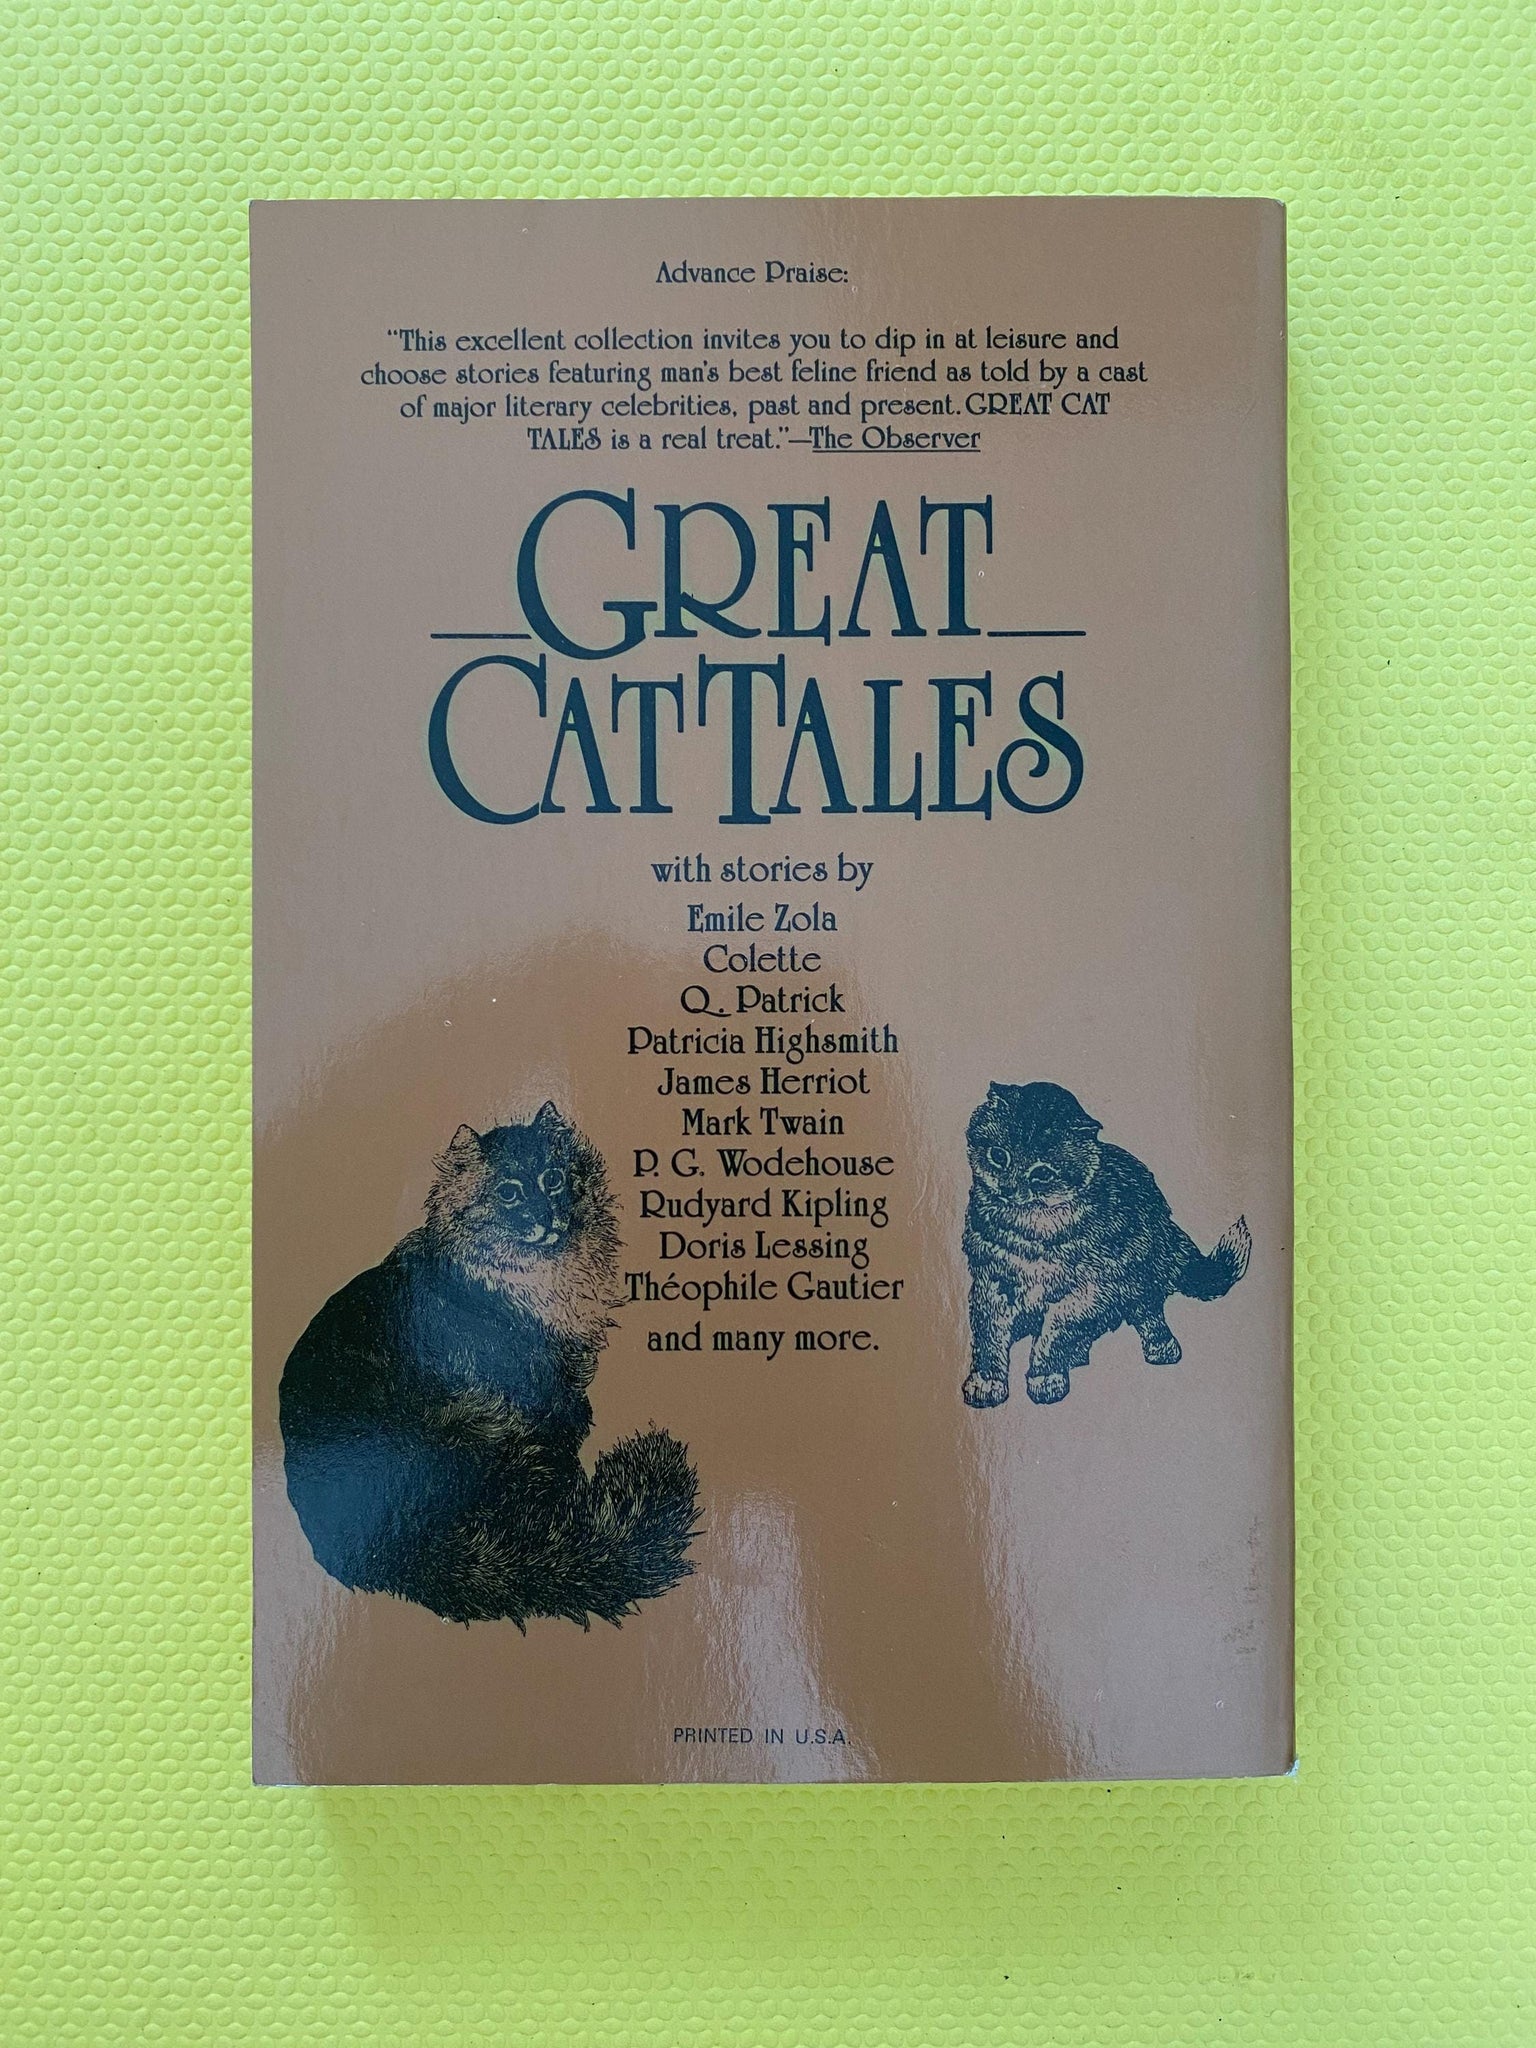 Advance Praise:
“This excellent collection invites you to dip in at leisure and
choose stories featuring man's best feline friend as told by a cast
of major literary celebrities, past and present. GREAT CAT
TALES is a real treat.”—The Observer
GREAT
CAT TALES
with stories by
Emile Zola
Colette
Q. Patrick
Patricia Highsmith
James Herriot
Mark Twain
P. G. Wodehouse
Rudyard Kipling
Doris Lessing
Théophile Gautier
and many more.
PRINTED IN U.S.A.